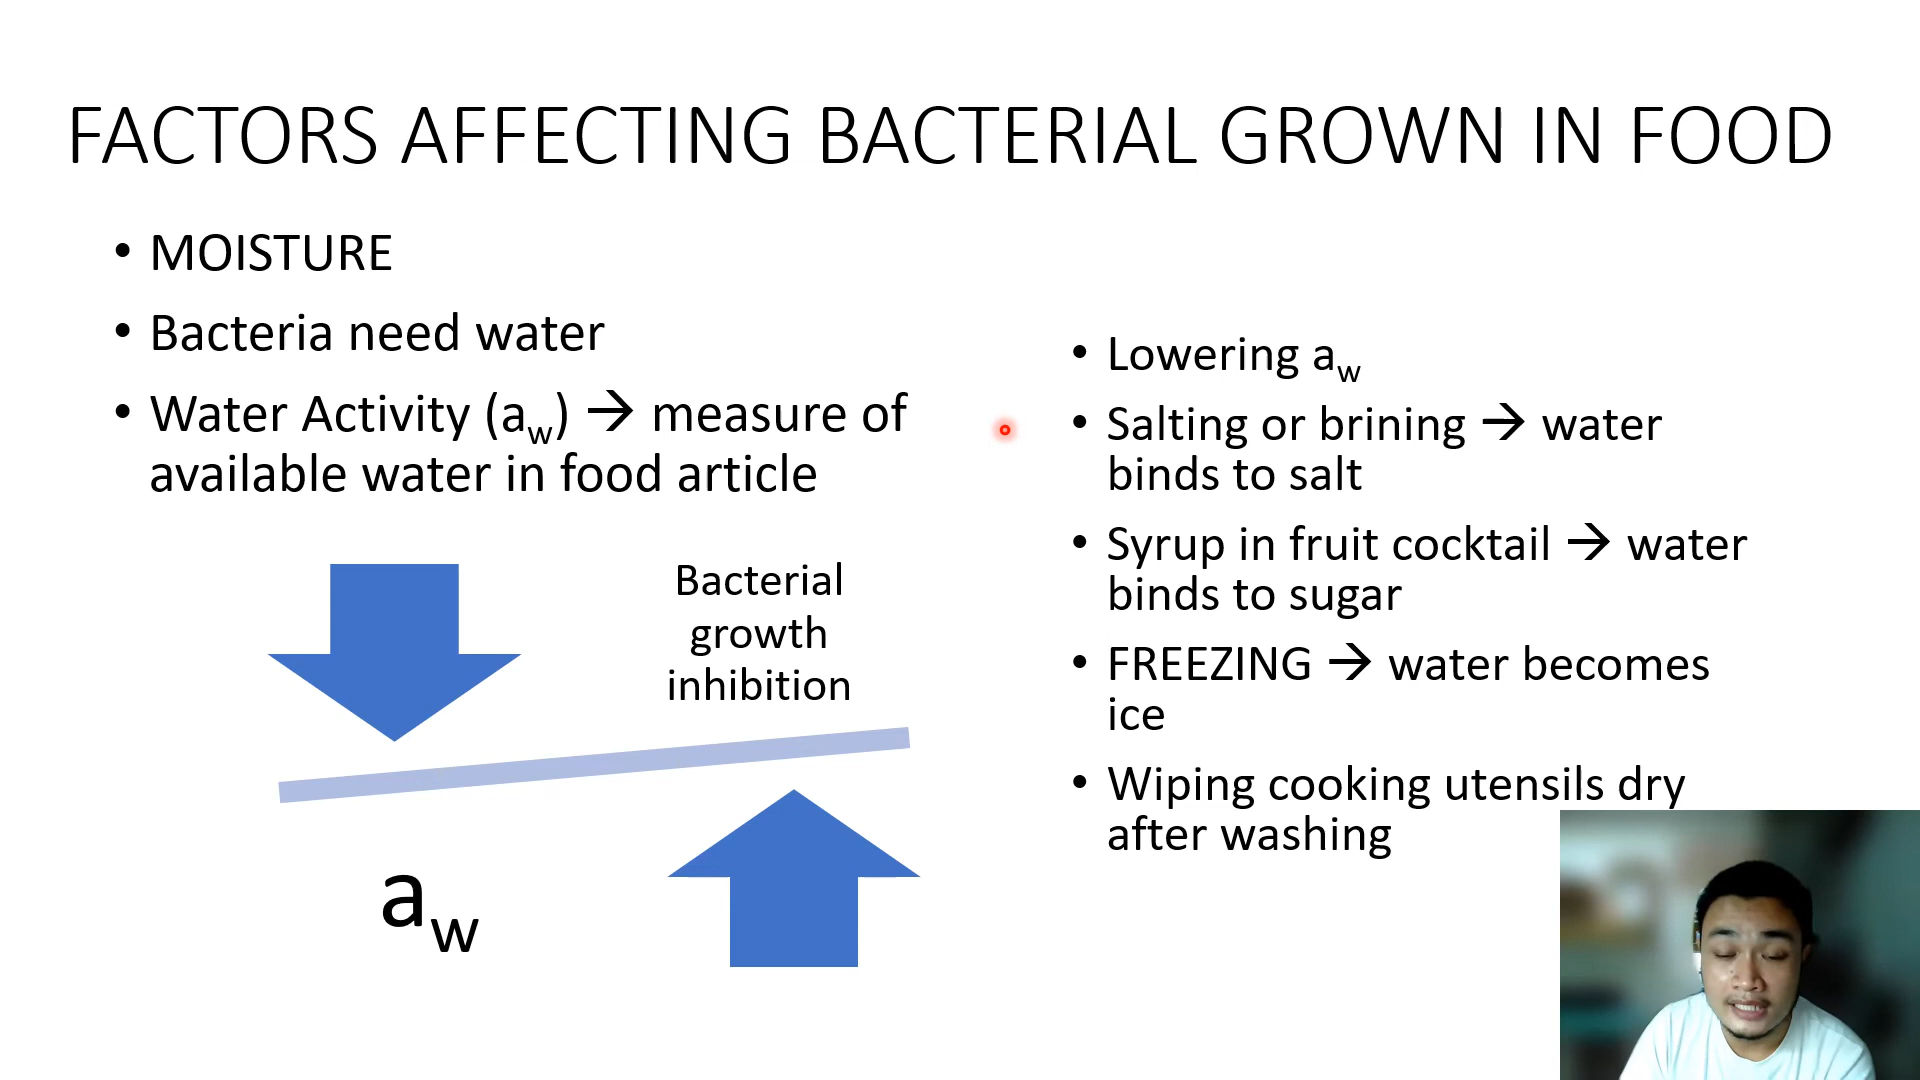 FACTORS AFFECTING BACTERIAL GROWN IN FOOD
• MOISTURE
• Bacteria need water
• Water Activity (aw) → measure of
available water in food article
Bacterial
growth
inhibition
aw
• Lowering aw
• Salting or brining → water
binds to salt
• Syrup in fruit cocktail → water
binds to sugar
• FREEZING → water becomes
ice
• Wiping cooking utensils dry
after washing